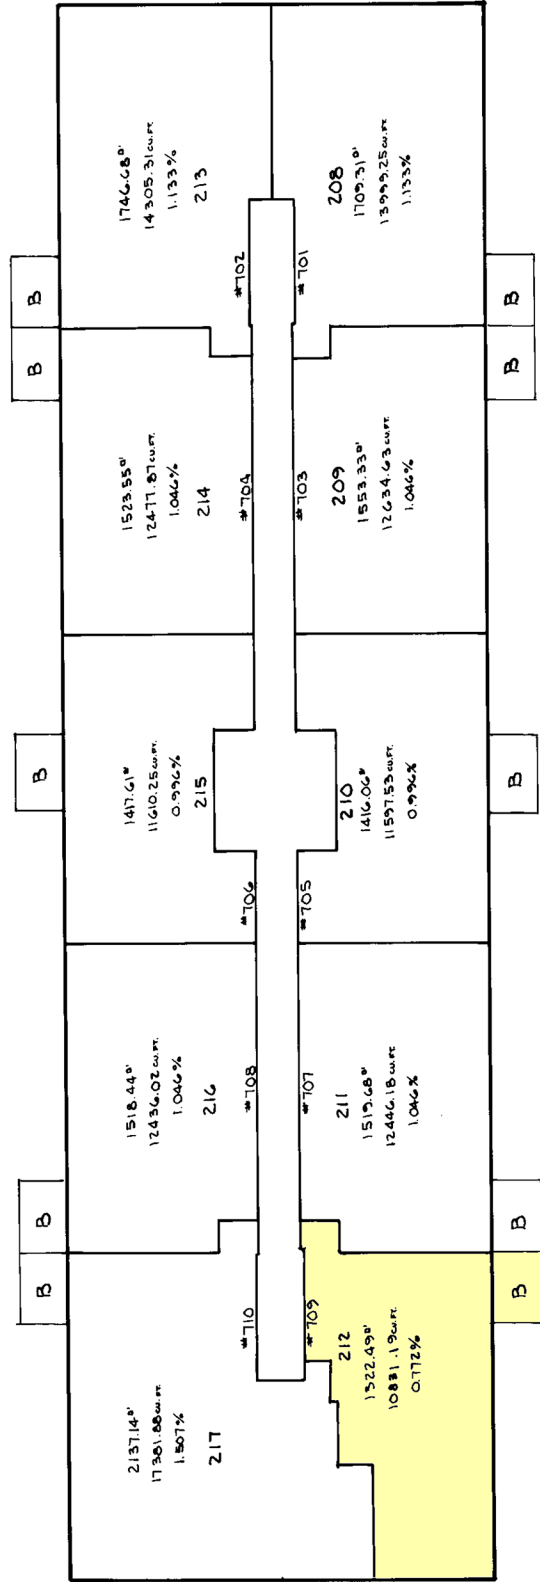 B
B
B
B
B
2137.14□'
17381.88 CU.FT.
1.507%
217
1518.44□'
12436.02 CU.FT.
1.046%
216
1417.61□'
11610.25 CU.FT.
0.996%
215
1523.55□'
12477.87 CU.FT.
1.046%
214
1746.68□'
14305.31 CU.FT.
1.133%
213
#710
#708
#706
#704
#702
#709
#707
#705
#703
#701
212
1322.49□'
10831.19 CU.FT.
0.772%
211
1519.68□'
12446.18 CU.FT.
1.046%
210
1416.06□'
11597.53 CU.FT.
0.996%
209
1553.33□'
12634.63 CU.FT.
1.046%
208
1709.31□'
13999.25 CU.FT.
1.133%
B
B
B
B
B